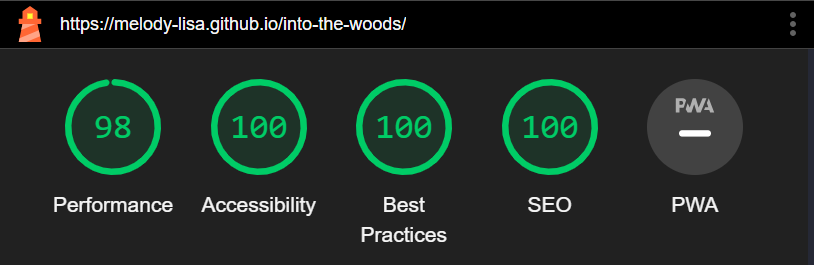 https://melody-lisa.github.io/into-the-woods/
98
100
100
100
PWA
Performance
Accessibility
Best
Practices
SEO
PWA